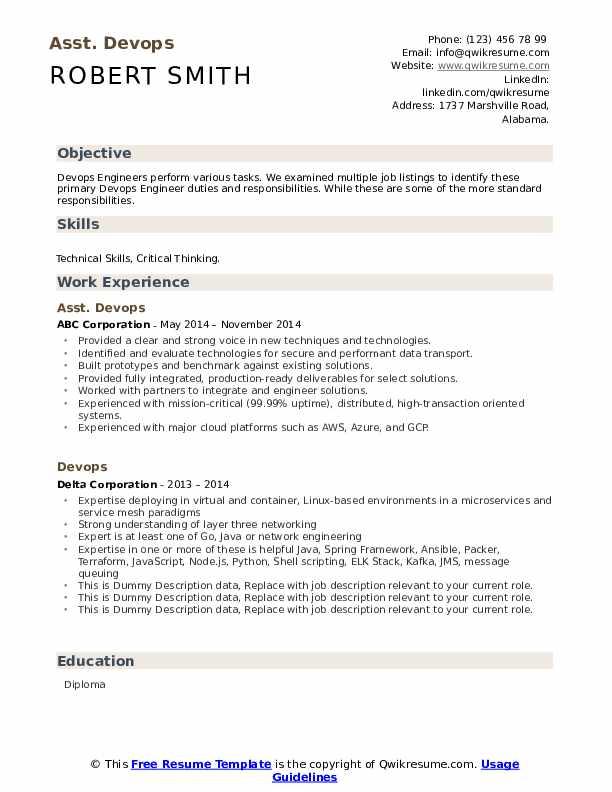 Asst. Devops
ROBERT SMITH
Phone: (123) 456 78 99
Email: info@qwikresume.com
Website: www.qwikresume.com
LinkedIn:
linkedin.com/qwikresume
Address: 1737 Marshville Road,
Alabama.
Objective
Devops Engineers perform various tasks. We examined multiple job listings to identify these
primary Devops Engineer duties and responsibilities. While these are some of the more standard
responsibilities.
Skills
Technical Skills, Critical Thinking.
Work Experience
Asst. Devops
ABC Corporation - May 2014 – November 2014
• Provided a clear and strong voice in new techniques and technologies.
• Identified and evaluate technologies for secure and performant data transport.
• Built prototypes and benchmark against existing solutions.
• Provided fully integrated, production-ready deliverables for select solutions.
• Worked with partners to integrate and engineer solutions.
• Experienced with mission-critical (99.99% uptime), distributed, high-transaction oriented
systems.
• Experienced with major cloud platforms such as AWS, Azure, and GCP.
Devops
Delta Corporation - 2013 – 2014
• Expertise deploying in virtual and container, Linux-based environments in a microservices and
service mesh paradigms
• Strong understanding of layer three networking
• Expert is at least one of Go, Java or network engineering
• Expertise in one or more of these is helpful Java, Spring Framework, Ansible, Packer,
Terraform, JavaScript, Node.js, Python, Shell scripting, ELK Stack, Kafka, JMS, message
queuing
• This is Dummy Description data, Replace with job description relevant to your current role.
• This is Dummy Description data, Replace with job description relevant to your current role.
• This is Dummy Description data, Replace with job description relevant to your current role.
Education
Diploma
© This Free Resume Template is the copyright of Qwikresume.com. Usage
Guidelines